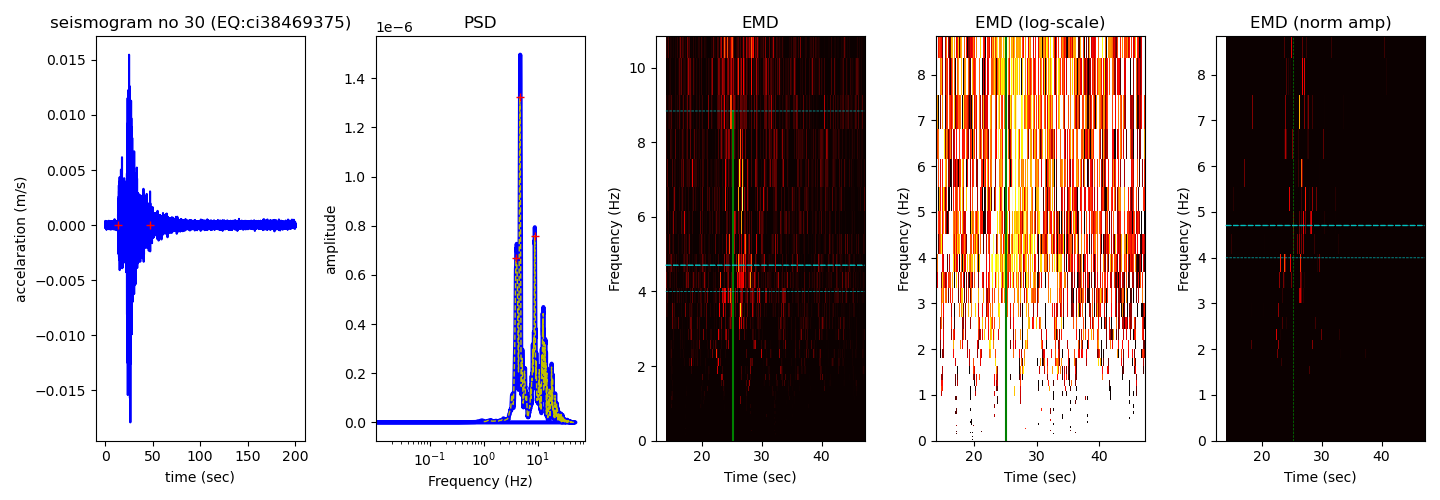 seismogram no 30 (EQ:ci38469375)
0.015
0.010
0.005
0.000
−0.005
−0.010
−0.015
accelaration (m/s)
0 50 100 150 200
time (sec)
PSD
1e−6
1.4
1.2
1.0
0.8
0.6
0.4
0.2
0.0
amplitude
10⁻¹ 10⁰ 10¹
Frequency (Hz)
EMD
10
8
6
4
2
0
Frequency (Hz)
20 30 40
Time (sec)
EMD (log-scale)
8
7
6
5
4
3
2
1
0
Frequency (Hz)
20 30 40
Time (sec)
EMD (norm amp)
8
7
6
5
4
3
2
1
0
Frequency (Hz)
20 30 40
Time (sec)